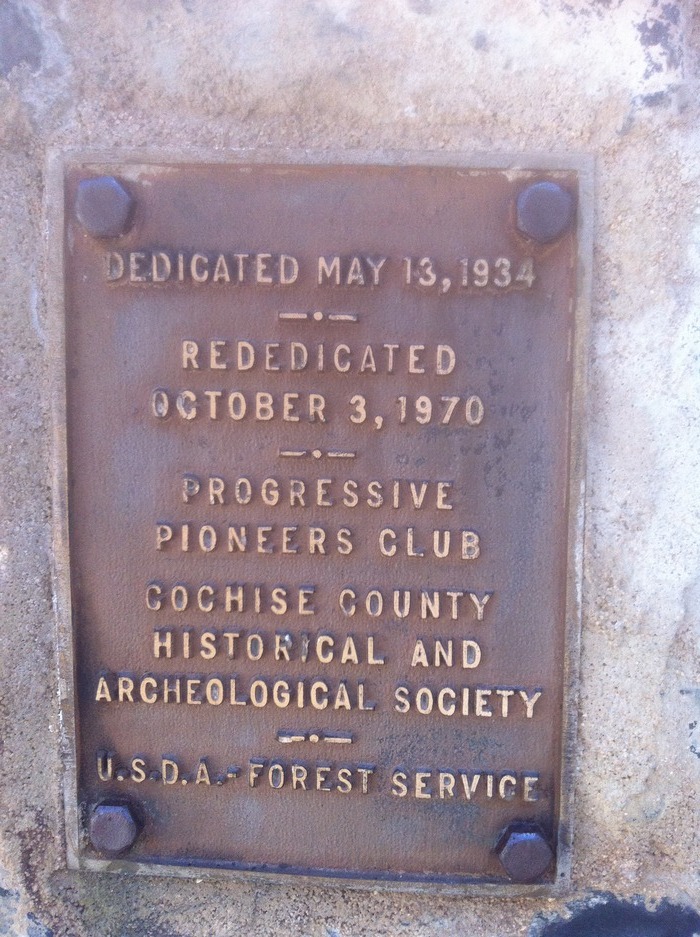 DEDICATED MAY 13, 1934
REDEDICATED
OCTOBER 3, 1970
PROGRESSIVE
PIONEERS CLUB
COCHISE COUNTY
HISTORICAL AND
ARCHEOLOGICAL SOCIETY
U.S.D.A.-FOREST SERVICE